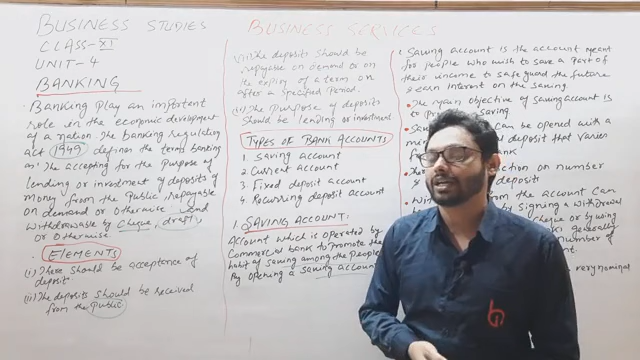 BUSINESS STUDIES
CLASS-XI
UNIT-4
BANKING
Banking play an important
role in the economic development
of a nation. The banking regulation
act 1949 defines the term banking
as: The accepting for the Purpose of
lending or investment of deposits of
money from the Public, repayable
on demand or otherwise and
withdrawable by Cheque, draft,
or otherwise.
ELEMENTS
(i) There should be acceptance of
deposit
(ii) The deposits should be received
from the Public.
BUSINESS SERVICES
(iii) The deposits should be
repayable on demand or on
the expiry of a term on
after a specified Period.
(iv) The purpose of deposits
should be lending or investment
TYPES OF BANK ACCOUNTS
1. Saving account
2. Current account
3. Fixed deposit account
4. Recurring deposit account
1. SAVING ACCOUNT:
Account which is operated by
Commercial banks to promote the
habit of saving among the People
By opening a saving account
Saving account is the account meant
for people who wish to save a Part of
their income to safeguard the future
& earn Interest on the saving.
The main objective of saving account is
to saving
can be opened with a
deposit that varies
bank
on number
& deposit
from the account can
by signing a withdrawal
Cheque or by using
generally
number of
very nominal